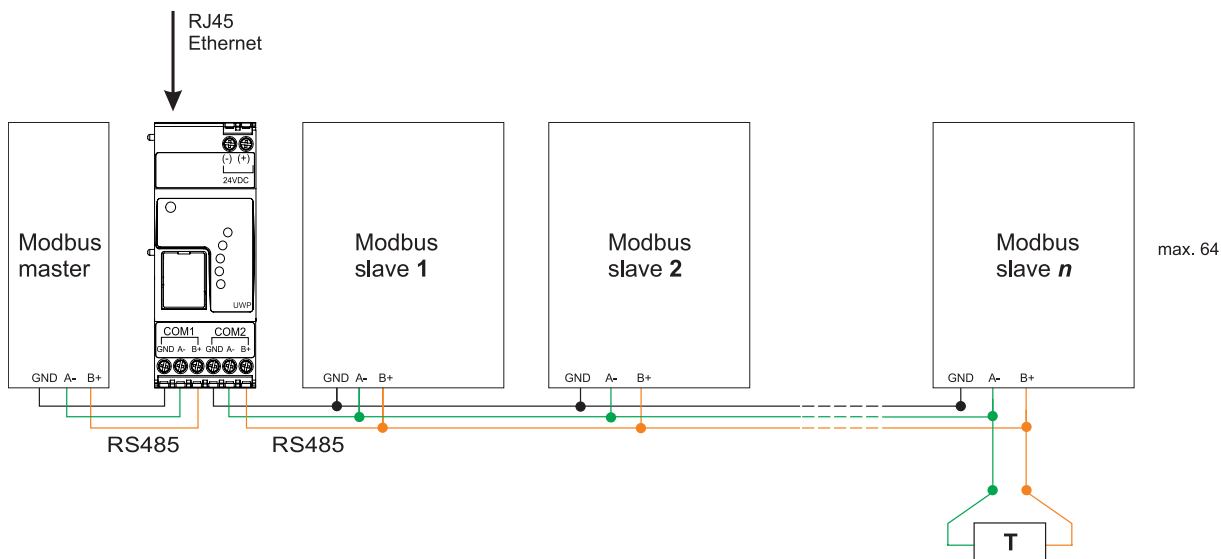 RJ45
Ethernet
(-) (+)
24VDC
Modbus
master
Modbus
slave 1
Modbus
slave 2
Modbus
slave n
max. 64
UWP
COM1 COM2
GND A- B+ GND A- B+
GND A- B+
GND A- B+
GND A- B+
GND A- B+
RS485
RS485
T